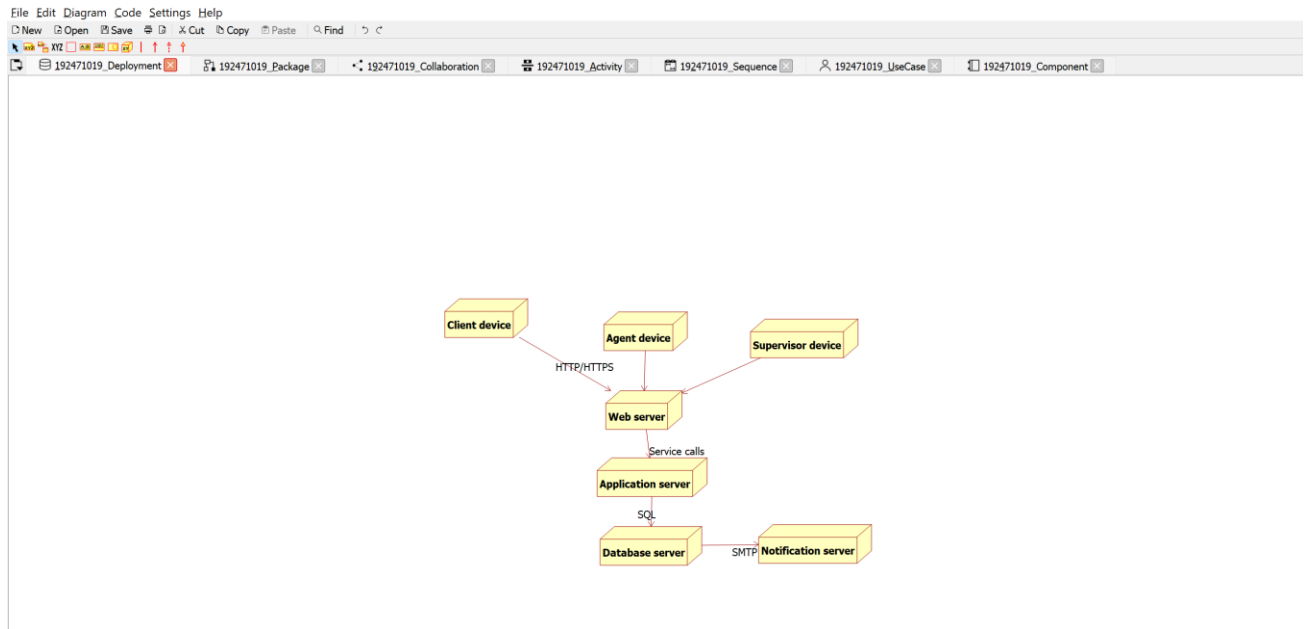 File Edit Diagram Code Settings Help
New Open Save Cut Copy Paste Find
XYZ
192471019_Deployment 192471019_Package 192471019_Collaboration 192471019_Activity 192471019_Sequence 192471019_UseCase 192471019_Component
Client device
Agent device
Supervisor device
HTTP/HTTPS
Web server
Service calls
Application server
SQL
Database server
SMTP
Notification server